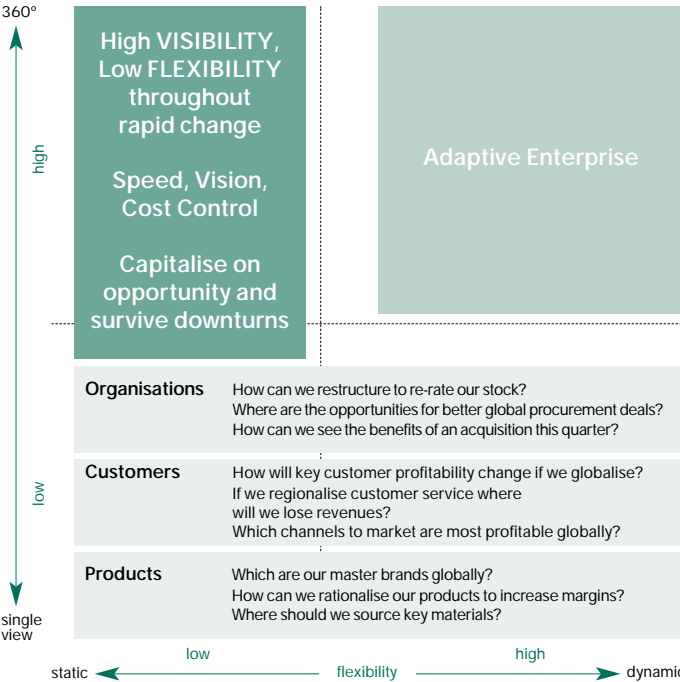 360º
High VISIBILITY,
Low FLEXIBILITY
throughout
rapid change
Speed, Vision,
Cost Control
Capitalise on
opportunity and
survive downturns
Adaptive Enterprise
high
low
Organisations
How can we restructure to re-rate our stock?
Where are the opportunities for better global procurement deals?
How can we see the benefits of an acquisition this quarter?
Customers
How will key customer profitability change if we globalise?
If we regionalise customer service where
will we lose revenues?
Which channels to market are most profitable globally?
Products
Which are our master brands globally?
How can we rationalise our products to increase margins?
Where should we source key materials?
single
view
low
high
static
flexibility
dynamic